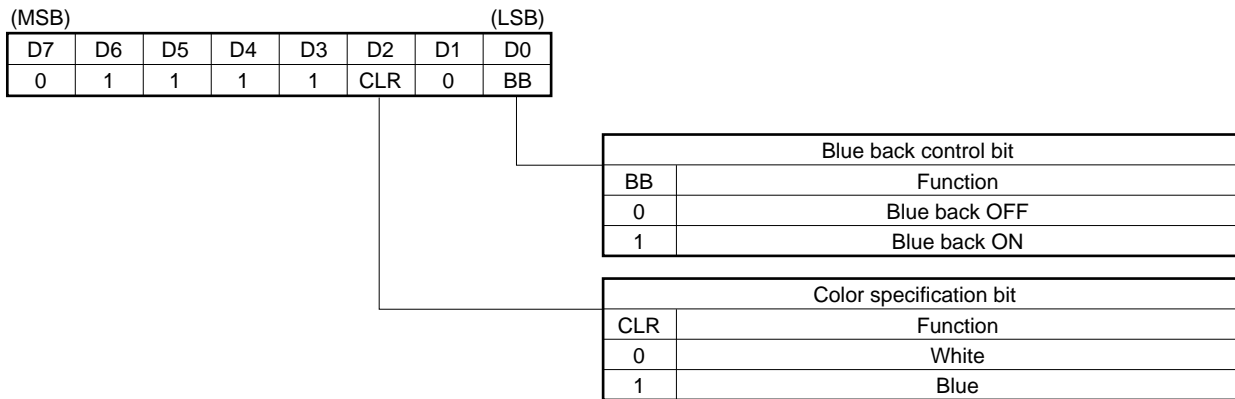 (MSB) (LSB)
D7 D6 D5 D4 D3 D2 D1 D0
0 1 1 1 1 CLR 0 BB
Blue back control bit
BB Function
0 Blue back OFF
1 Blue back ON
Color specification bit
CLR Function
0 White
1 Blue